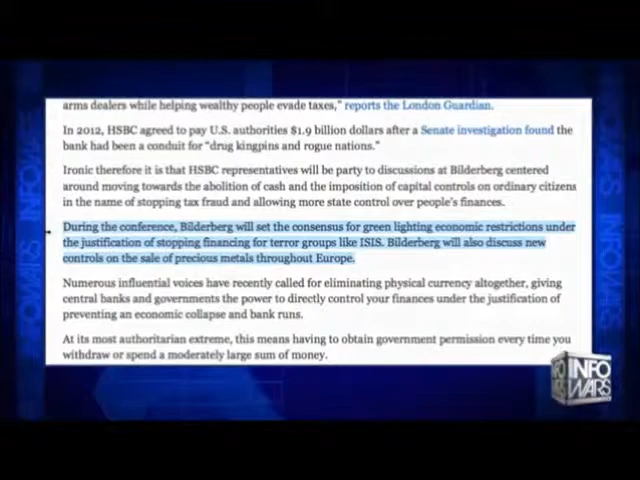 arms dealers while helping wealthy people evade taxes," reports the London Guardian.
In 2012, HSBC agreed to pay U.S. authorities $1.9 billion dollars after a Senate investigation found the
bank had been a conduit for "drug kingpins and rogue nations."
Ironic therefore it is that HSBC representatives will be party to discussions at Bilderberg centered
around moving towards the abolition of cash and the imposition of capital controls on ordinary citizens
in the name of stopping tax fraud and allowing more state control over people's finances.
During the conference, Bilderberg will set the consensus for green lighting economic restrictions under
the justification of stopping financing for terror groups like ISIS. Bilderberg will also discuss new
controls on the sale of precious metals throughout Europe.
Numerous influential voices have recently called for eliminating physical currency altogether, giving
central banks and governments the power to directly control your finances under the justification of
preventing an economic collapse and bank runs.
At its most authoritarian extreme, this means having to obtain government permission every time you
withdraw or spend a moderately large sum of money.
INFO
WARS